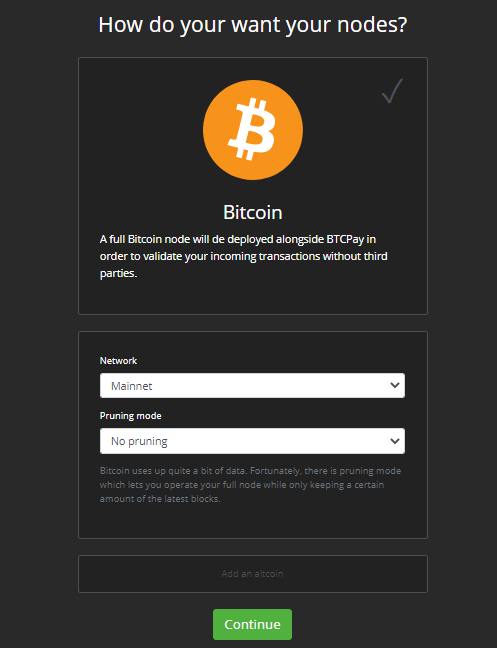 How do your want your nodes?
Bitcoin
A full Bitcoin node will de deployed alongside BTCPay in
order to validate your incoming transactions without third
parties.
Network
Mainnet
Pruning mode
No pruning
Bitcoin uses up quite a bit of data. Fortunately, there is pruning mode
which lets you operate your full node while only keeping a certain
amount of the latest blocks.
Add an altcoin
Continue